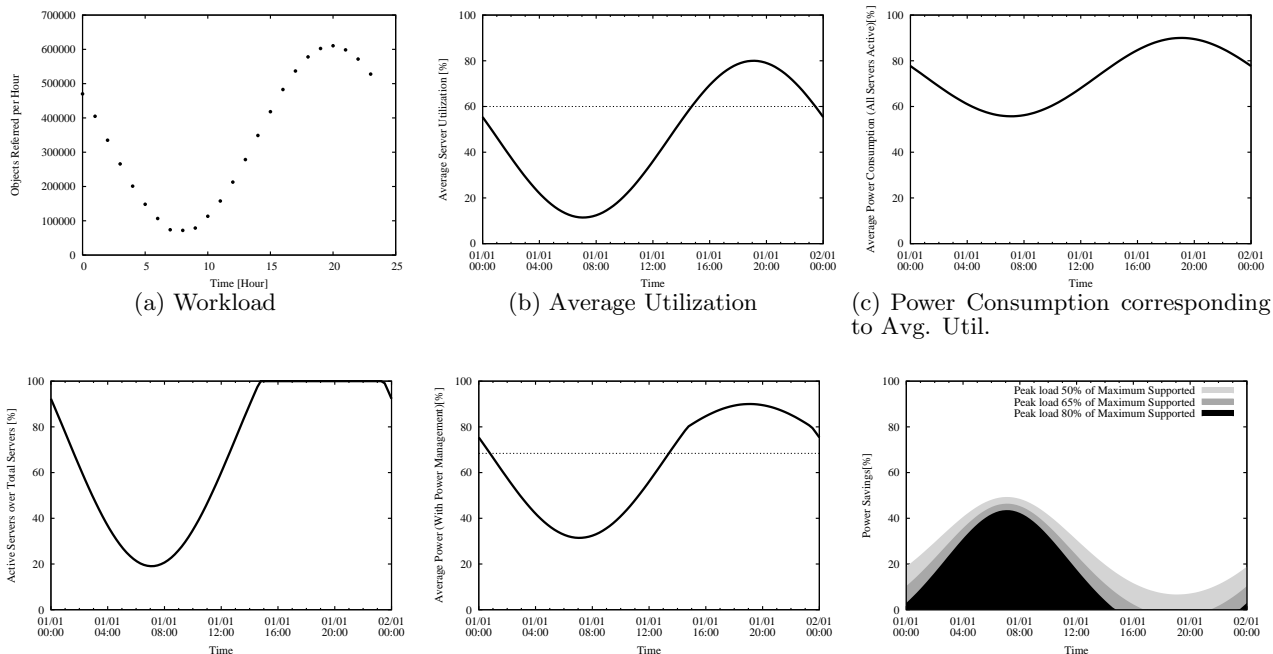 700000
600000
500000
400000
300000
200000
100000
0
Objects Referred per Hour
0 5 10 15 20 25
Time [Hour]
(a) Workload
100
80
60
40
20
0
Average Server Utilization [%]
01/01 01/01 01/01 01/01 01/01 01/01 02/01
00:00 04:00 08:00 12:00 16:00 20:00 00:00
Time
(b) Average Utilization
100
80
60
40
20
0
Average Power Consumption (All Servers Active)[%]
01/01 01/01 01/01 01/01 01/01 01/01 02/01
00:00 04:00 08:00 12:00 16:00 20:00 00:00
Time
(c) Power Consumption corresponding
to Avg. Util.
100
80
60
40
20
0
Active Servers over Total Servers [%]
01/01 01/01 01/01 01/01 01/01 01/01 02/01
00:00 04:00 08:00 12:00 16:00 20:00 00:00
Time
100
80
60
40
20
0
Average Power (With Power Management)[%]
01/01 01/01 01/01 01/01 01/01 01/01 02/01
00:00 04:00 08:00 12:00 16:00 20:00 00:00
Time
100
80
60
40
20
0
Power Savings[%]
Peak load 50% of Maximum Supported
Peak load 65% of Maximum Supported
Peak load 80% of Maximum Supported
01/01 01/01 01/01 01/01 01/01 01/01 02/01
00:00 04:00 08:00 12:00 16:00 20:00 00:00
Time